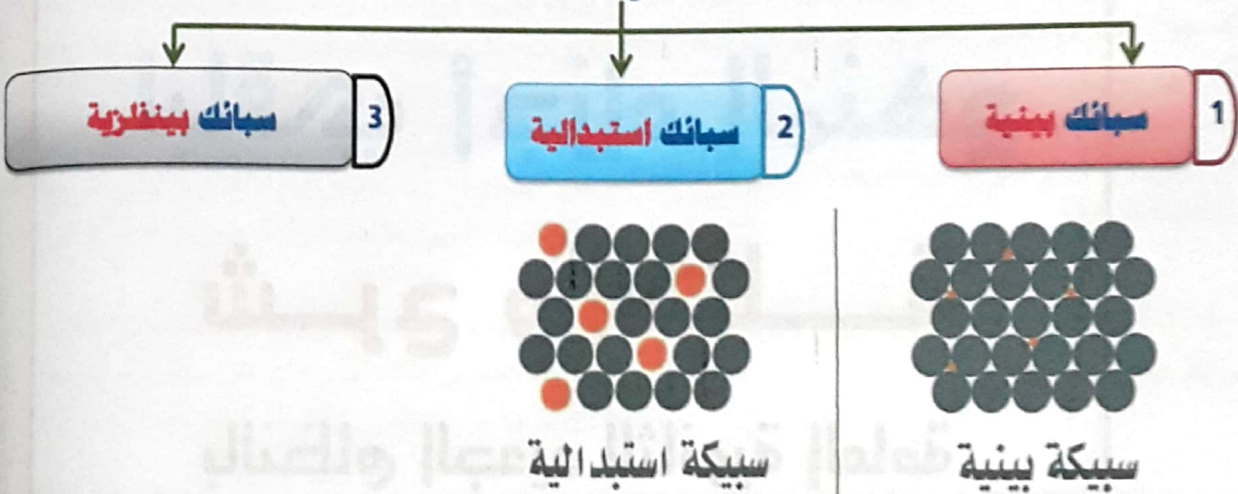 1 سبائك بينية
2 سبائك استبدالية
3 سبائك بينفلزية
سبيكة بينية
سبيكة استبدالية